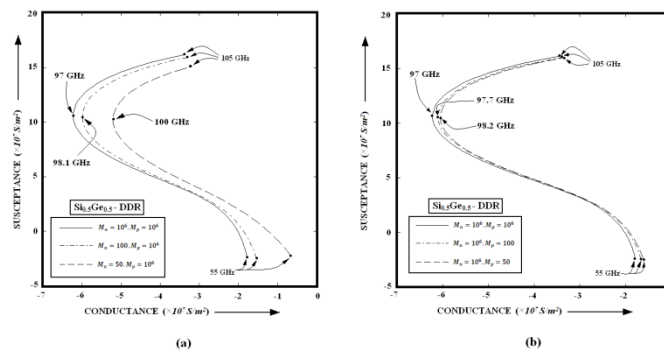 (a)
(b)
SUSCEPTANCE (×10⁷ S/m²)
20
15
10
5
0
-5
97 GHz
105 GHz
100 GHz
98.1 GHz
Si₀.₅Ge₀.₅ - DDR
Mₙ = 10⁶, Mₚ = 10⁶
Mₙ = 100, Mₚ = 10⁶
Mₙ = 50, Mₚ = 10⁶
55 GHz
-7 -6 -5 -4 -3 -2 -1 0
CONDUCTANCE (×10⁷ S/m²)
(a)
SUSCEPTANCE (×10⁷ S/m²)
20
15
10
5
0
-5
97 GHz
105 GHz
97.7 GHz
98.2 GHz
Si₀.₅Ge₀.₅ - DDR
Mₙ = 10⁶, Mₚ = 10⁶
Mₙ = 10⁶, Mₚ = 100
Mₙ = 10⁶, Mₚ = 50
55 GHz
-7 -6 -5 -4 -3 -2 -1
CONDUCTANCE (×10⁷ S/m²)
(b)